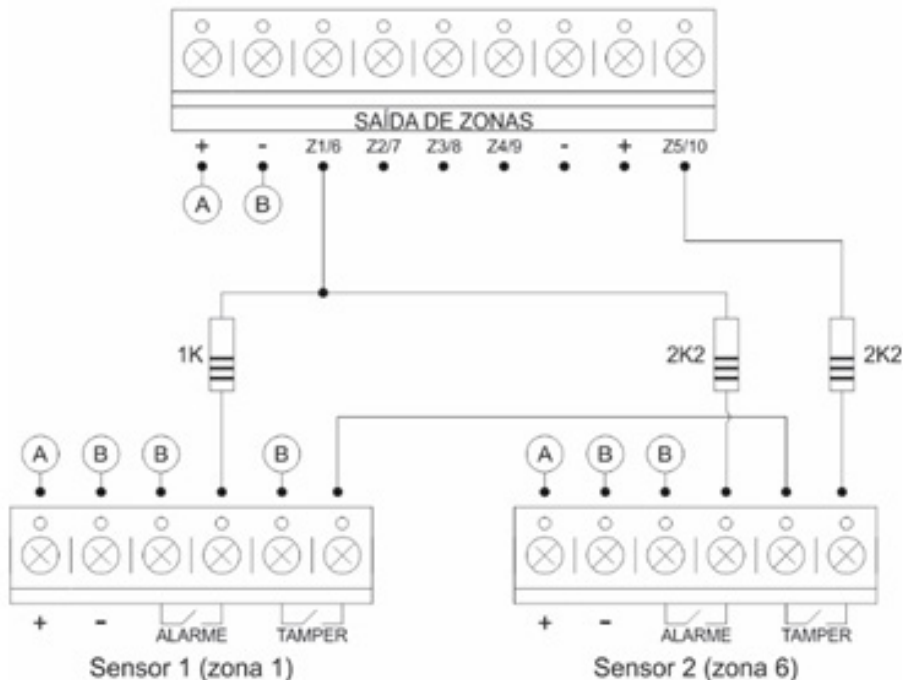 SAÍDA DE ZONAS
+ - Z1/6 Z2/7 Z3/8 Z4/9 - + Z5/10
A B
1K 2K2 2K2
A B B B A B B
+ - ALARME TAMPER + - ALARME TAMPER
Sensor 1 (zona 1) Sensor 2 (zona 6)